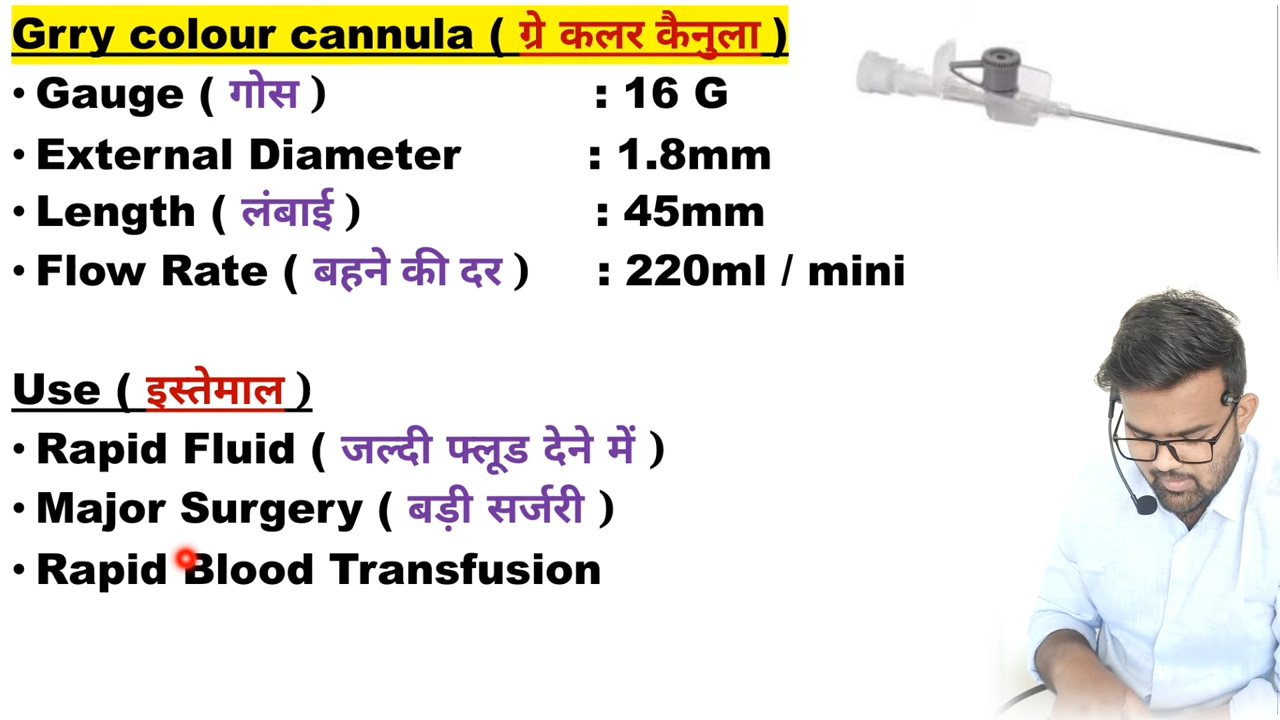 Grry colour cannula ( ग्रे कलर कैनुला )
• Gauge ( गोस ) : 16 G
• External Diameter : 1.8mm
• Length ( लंबाई ) : 45mm
• Flow Rate ( बहने की दर ) : 220ml / mini
Use ( इस्तेमाल )
• Rapid Fluid ( जल्दी फ्लूड देने में )
• Major Surgery ( बड़ी सर्जरी )
• Rapid Blood Transfusion